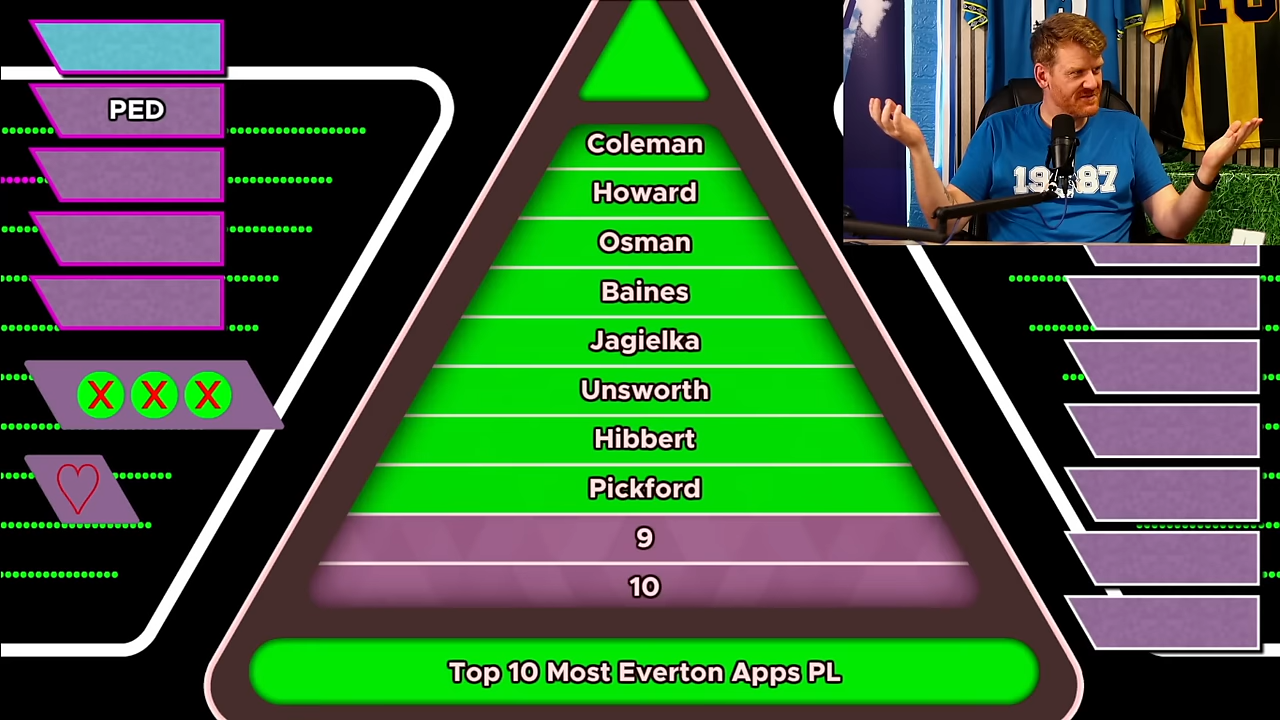 PED
Coleman
Howard
Osman
Baines
Jagielka
Unsworth
Hibbert
Pickford
9
10
X X X
Top 10 Most Everton Apps PL